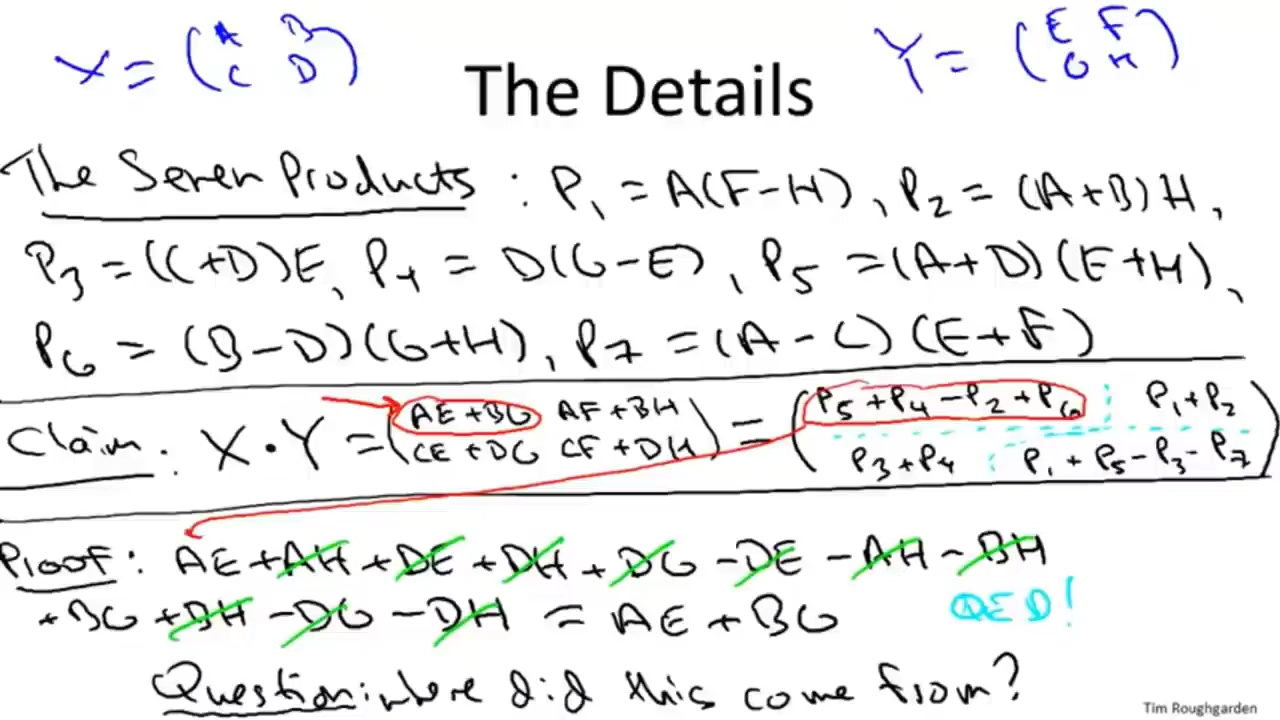 X = (A B
C D)
The Details
Y = (E F
G H)
The Seven Products : P₁ = A(F-H), P₂ = (A+B)H,
P₃ = (C+D)E, P₄ = D(G-E), P₅ = (A+D)(E+H),
P₆ = (B-D)(G+H), P₇ = (A-C)(E+F)
Claim : X · Y = (AE+BG AF+BH
CE+DG CF+DH) = (P₅+P₄-P₂+P₆ P₁+P₂
P₃+P₄ P₁+P₅-P₃-P₇)
Proof : AE+AH+DE+DH+DG-DE-AH-BH
+BG+BH-DG-DH = AE+BG QED!
Question: where did this come from?
Tim Roughgarden